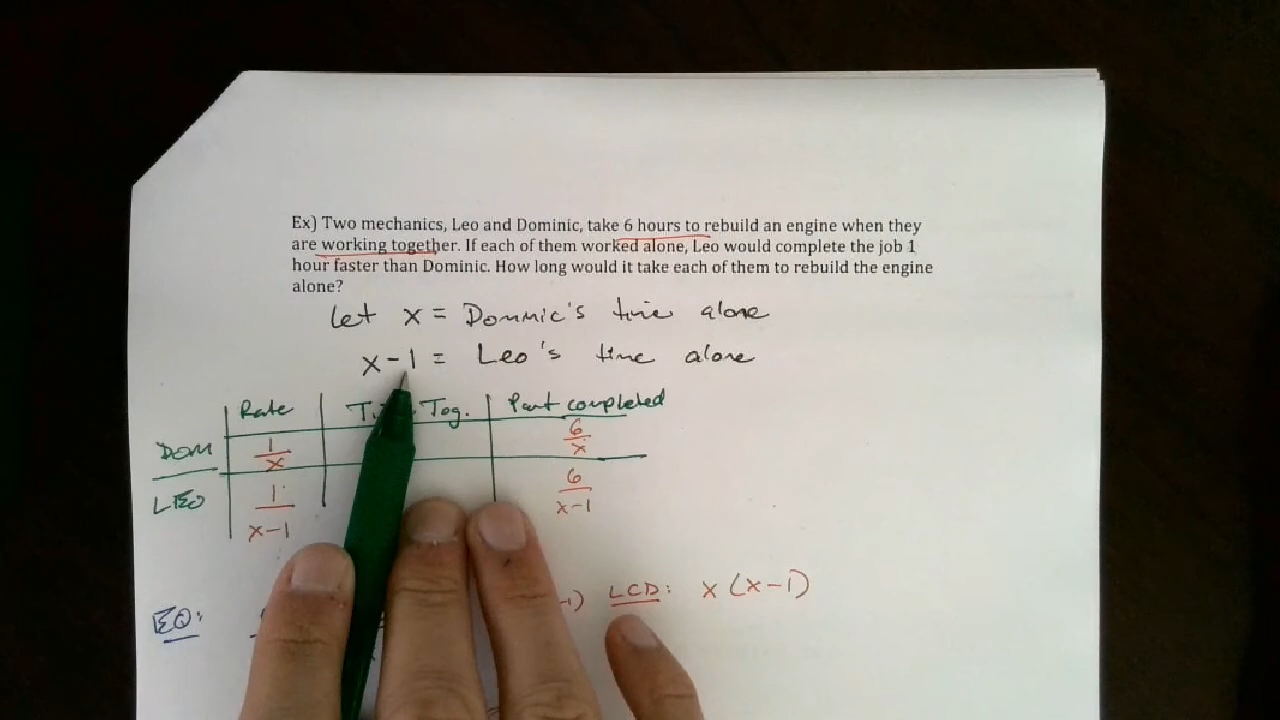 Ex) Two mechanics, Leo and Dominic, take 6 hours to rebuild an engine when they
are working together. If each of them worked alone, Leo would complete the job 1
hour faster than Dominic. How long would it take each of them to rebuild the engine
alone?
Let x = Dominic's time alone
x-1 = Leo's time alone
Rate Tog. Part completed
DOM 1/x 6/x
LEO 1/x-1 6/x-1
EQ: -1) LCD: x(x-1)